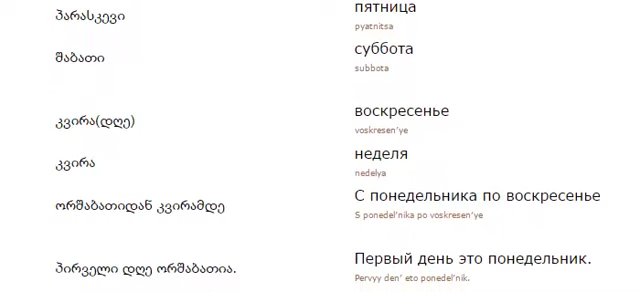 პარასკევი
пятница
pyatnitsa
შაბათი
суббота
subbota
კვირა(დღე)
воскресенье
voskresen’ye
კვირა
неделя
nedelya
ორშაბათიდან კვირამდე
С понедельника по воскресенье
S ponedel’nika po voskresen’ye
პირველი დღე ორშაბათია.
Первый день это понедельник.
Pervyy den’ eto ponedel’nik.